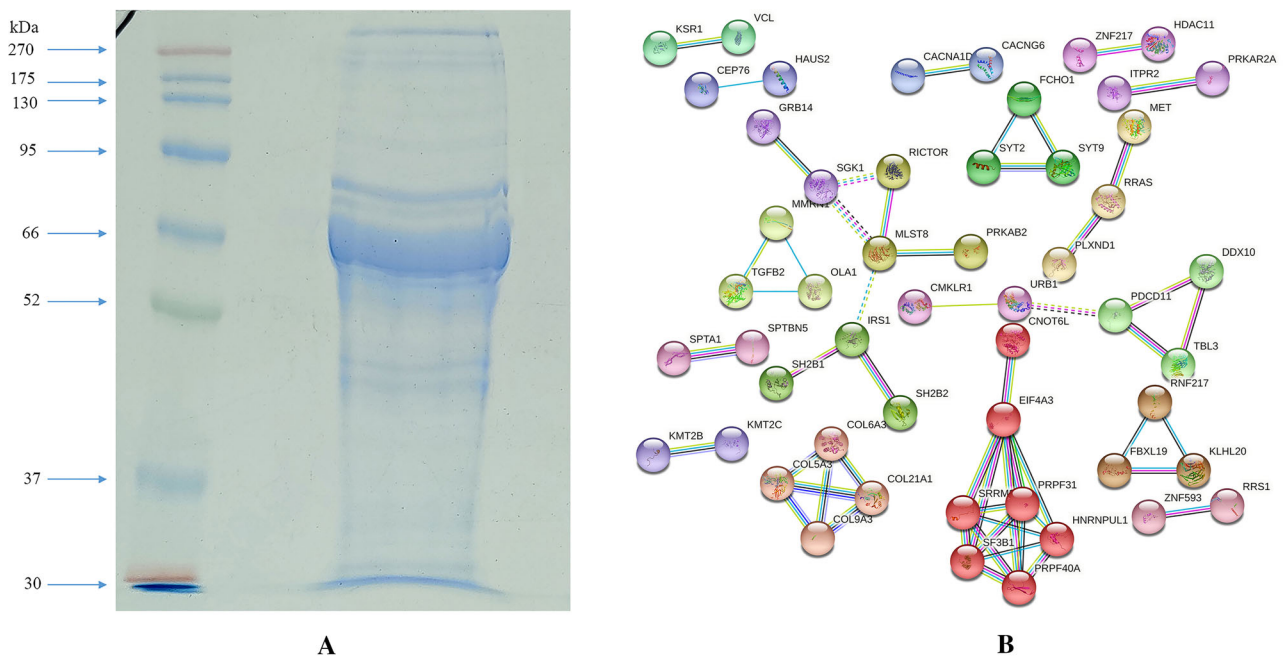 kDa
270
175
130
95
66
52
37
30
A
KSR1
VCL
CEP76
HAUS2
CACNA1D
CACNG6
ZNF217
HDAC11
ITPR2
PRKAR2A
FCHO1
SYT2
SYT9
MET
RRAS
PLXND1
GRB14
SGK1
RICTOR
MLST8
PRKAB2
MMRN1
TGFB2
OLA1
CMKLR1
URB1
PDCD11
DDX10
TBL3
IRS1
SH2B1
SH2B2
SPTA1
SPTBN5
CNOT6L
EIF4A3
PRPF31
HNRNPUL1
SF3B1
PRPF40A
RNF217
FBXL19
KLHL20
ZNF593
RRS1
KMT2B
KMT2C
COL6A3
COL5A3
COL21A1
COL9A3
B